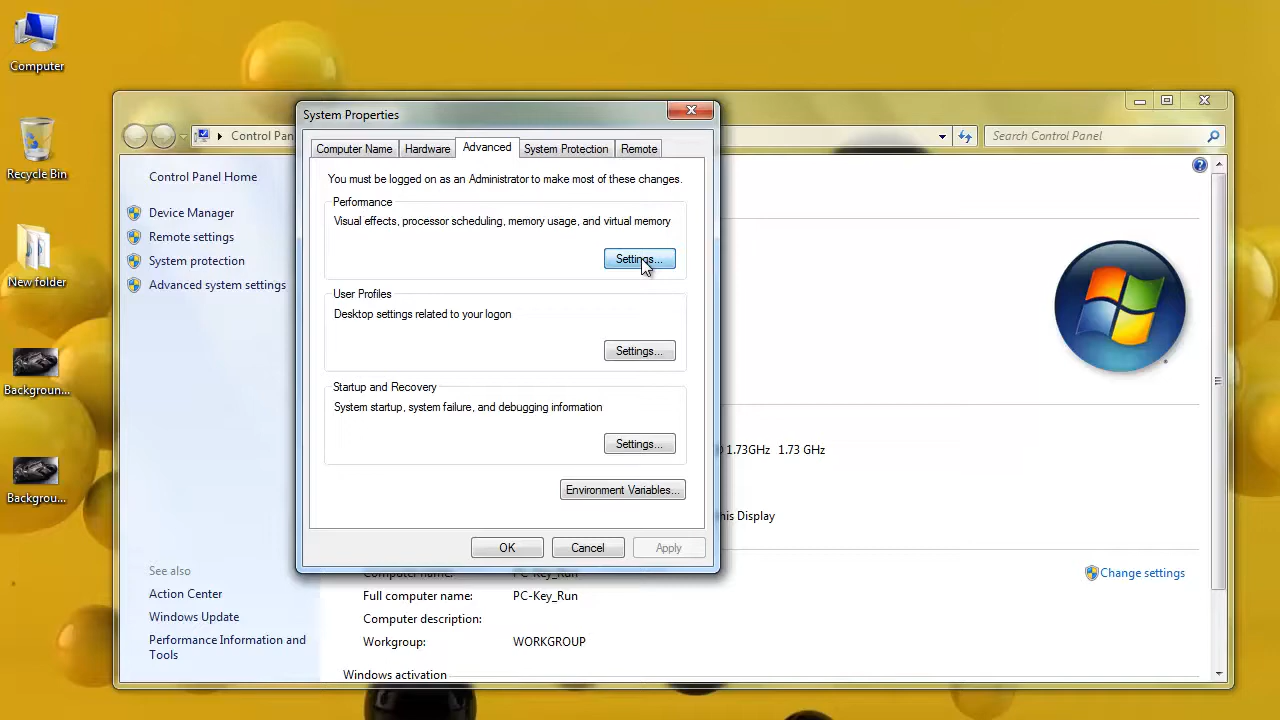 Computer
Recycle Bin
New folder
Backgroun...
Backgrou...
Control Pan
Search Control Panel
Control Panel Home
Device Manager
Remote settings
System protection
Advanced system settings
See also
Action Center
Windows Update
Performance Information and
Tools
System Properties
Computer Name
Hardware
Advanced
System Protection
Remote
You must be logged on as an Administrator to make most of these changes.
Performance
Visual effects, processor scheduling, memory usage, and virtual memory
Settings...
User Profiles
Desktop settings related to your logon
Settings...
Startup and Recovery
System startup, system failure, and debugging information
Settings...
Environment Variables...
OK
Cancel
Apply
1.73GHz 1.73 GHz
his Display
Computer name: PC-Key_Run
Change settings
Full computer name: PC-Key_Run
Computer description:
Workgroup: WORKGROUP
Windows activation